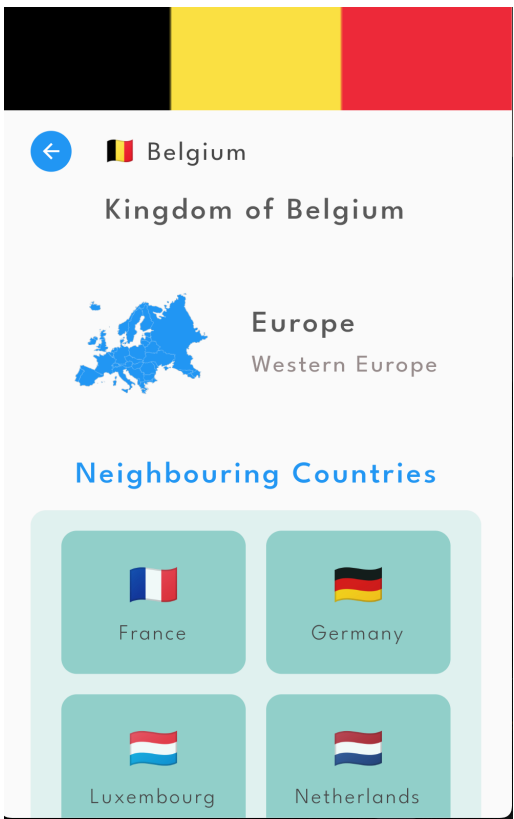 Belgium
Kingdom of Belgium
Europe
Western Europe
Neighbouring Countries
France
Germany
Luxembourg
Netherlands